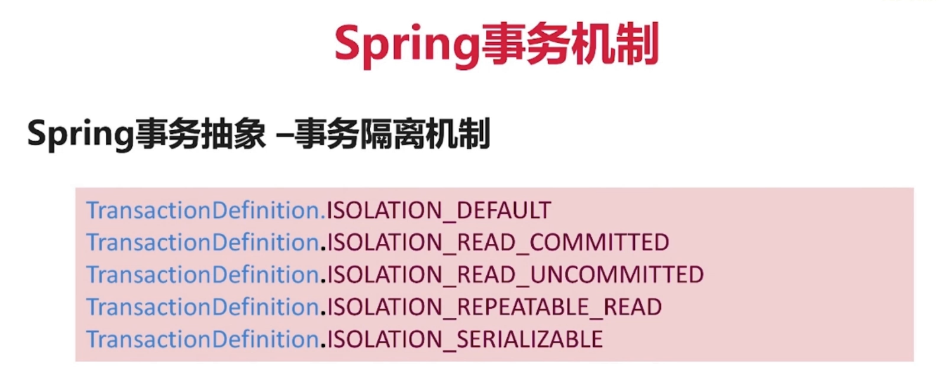 Spring事务机制
Spring事务抽象 –事务隔离机制
TransactionDefinition.ISOLATION_DEFAULT
TransactionDefinition.ISOLATION_READ_COMMITTED
TransactionDefinition.ISOLATION_READ_UNCOMMITTED
TransactionDefinition.ISOLATION_REPEATABLE_READ
TransactionDefinition.ISOLATION_SERIALIZABLE